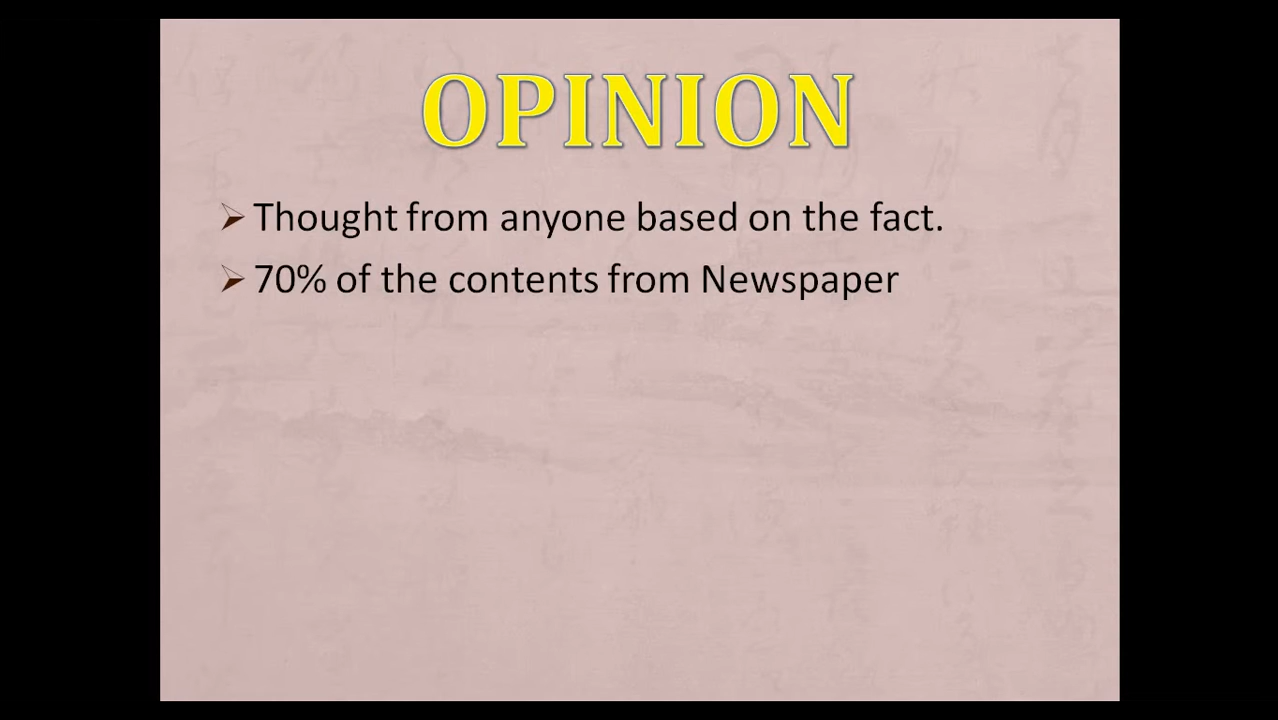 OPINION
Thought from anyone based on the fact.
70% of the contents from Newspaper